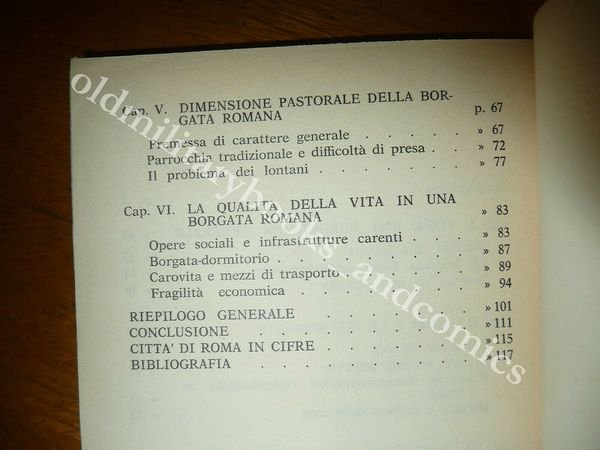 Cap. V. DIMENSIONE PASTORALE DELLA BOR-
GATA ROMANA p. 67
Premessa di carattere generale . . . . . » 67
Parrocchia tradizionale e difficoltà di presa . . » 72
Il problema dei lontani . . . . . . » 77
Cap. VI. LA QUALITA DELLA VITA IN UNA
BORGATA ROMANA » 83
Opere sociali e infrastrutture carenti . . . » 83
Borgata-dormitorio . . . . . . » 87
Carovita e mezzi di trasporto . . . . » 89
Fragilità economica . . . . . . » 94
RIEPILOGO GENERALE . . . . . » 101
CONCLUSIONE . . . . . . » 111
CITTA' DI ROMA IN CIFRE . . . . » 115
BIBLIOGRAFIA . . . . . . » 117
oldmilitarybooks_andcomics